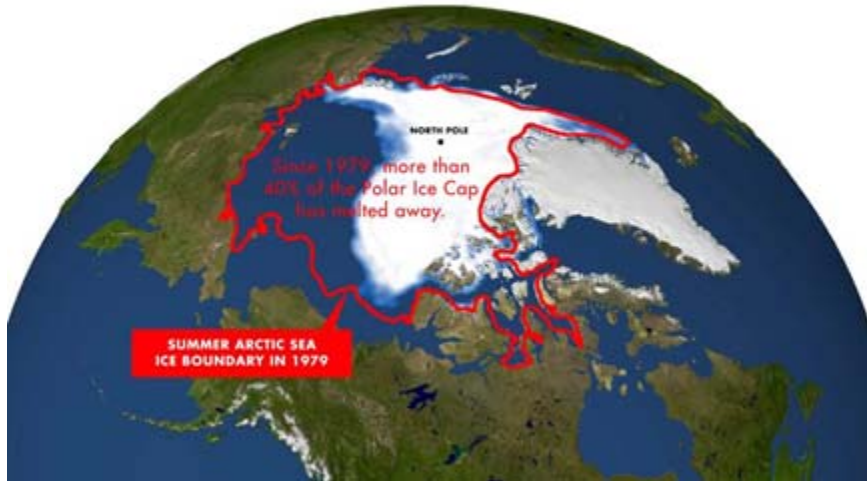 NORTH POLE
Since 1979, more than
40% of the Polar Ice Cap
has melted away.
SUMMER ARCTIC SEA
ICE BOUNDARY IN 1979